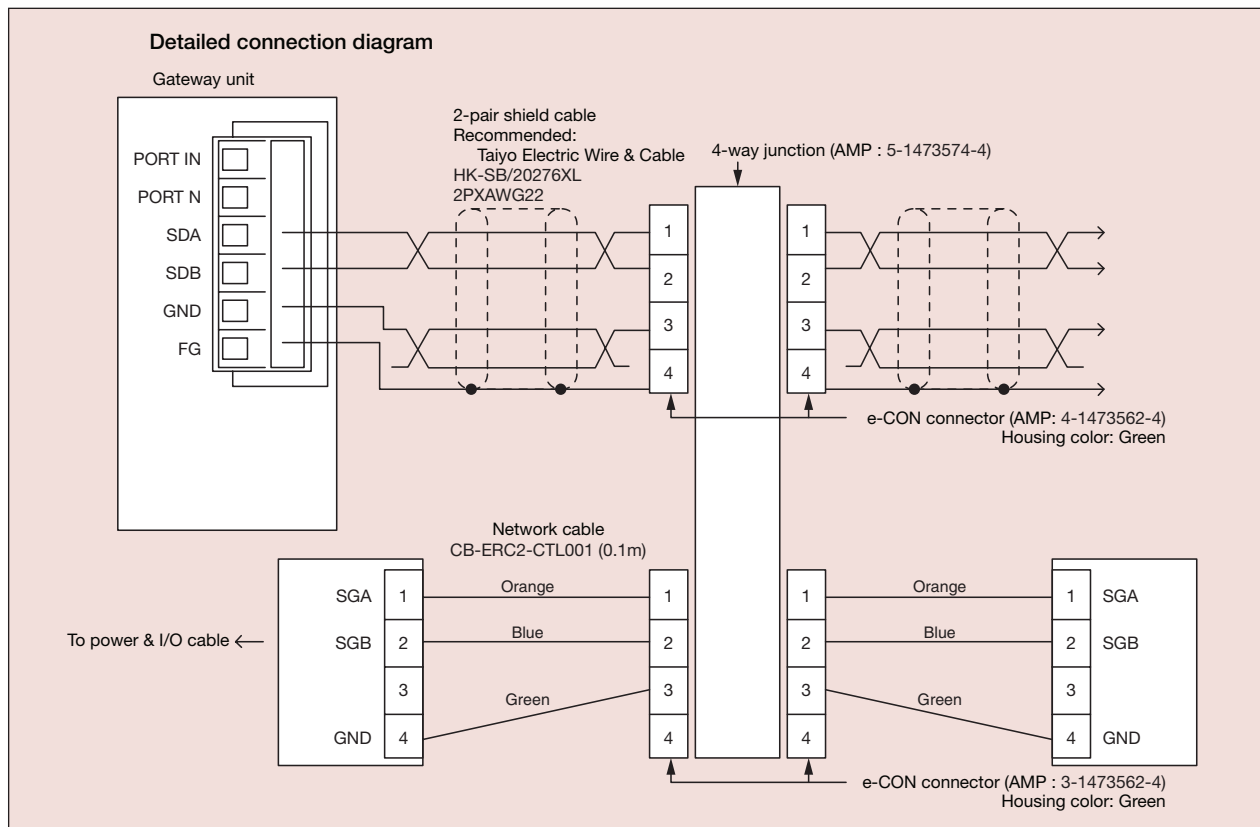 Detailed connection diagram
Gateway unit
2-pair shield cable
Recommended:
Taiyo Electric Wire & Cable
HK-SB/20276XL
2PXAWG22
4-way junction (AMP : 5-1473574-4)
PORT IN
PORT N
SDA
SDB
GND
FG
1
2
3
4
1
2
3
4
e-CON connector (AMP: 4-1473562-4)
Housing color: Green
Network cable
CB-ERC2-CTL001 (0.1m)
To power & I/O cable
SGA
SGB
GND
1
2
3
4
Orange
Blue
Green
1
2
3
4
1
2
3
4
Orange
Blue
Green
1
2
3
4
SGA
SGB
GND
e-CON connector (AMP : 3-1473562-4)
Housing color: Green